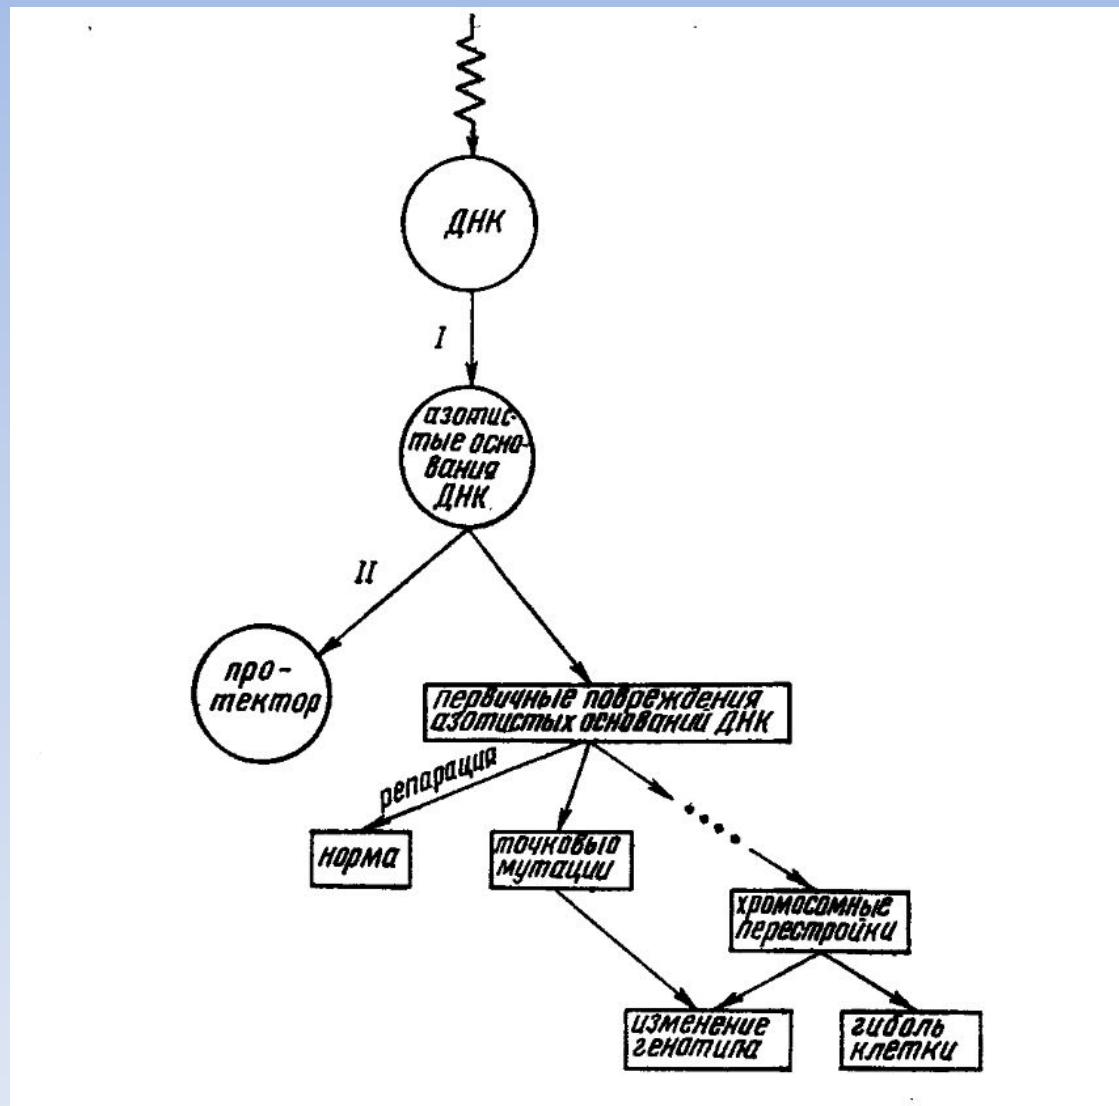 ДНК
I
азотис-
тые осно-
вания
ДНК
II
про-
тектор
первичные повреждения
азотистых оснований ДНК
репарация
норма
точковые
мутации
хромосомные
перестройки
изменение
генотипа
гибель
клетки